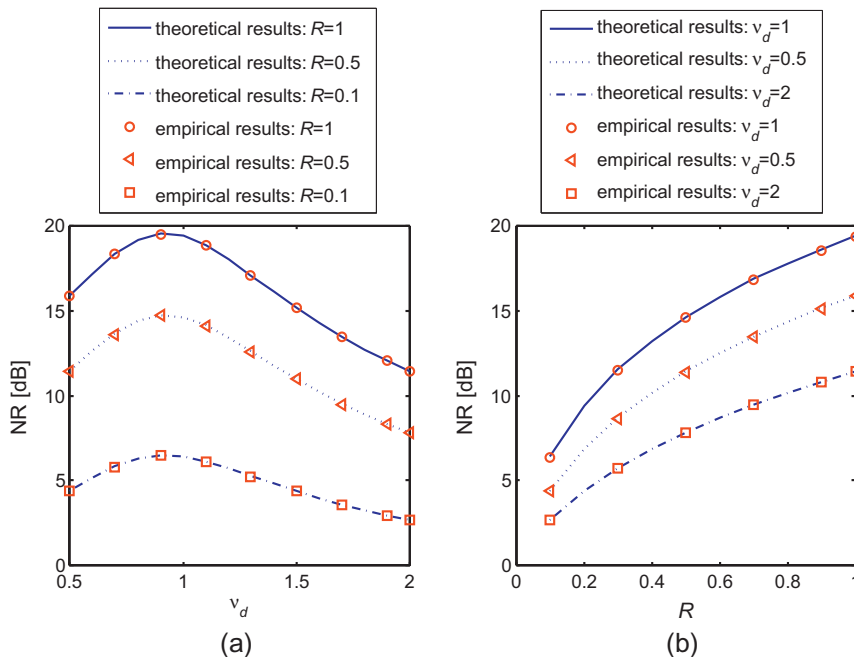 theoretical results: R=1
theoretical results: R=0.5
theoretical results: R=0.1
empirical results: R=1
empirical results: R=0.5
empirical results: R=0.1
20
15
10
5
0
NR [dB]
0.5
1
1.5
2
ν_d
(a)
theoretical results: ν_d=1
theoretical results: ν_d=0.5
theoretical results: ν_d=2
empirical results: ν_d=1
empirical results: ν_d=0.5
empirical results: ν_d=2
20
15
10
5
0
NR [dB]
0
0.2
0.4
0.6
0.8
1
R
(b)